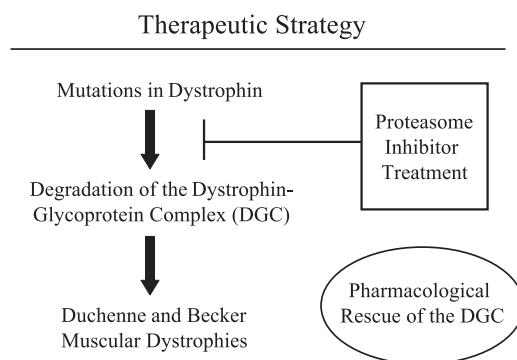 Therapeutic Strategy
Mutations in Dystrophin
Proteasome
Inhibitor
Treatment
Degradation of the Dystrophin-
Glycoprotein Complex (DGC)
Duchenne and Becker
Muscular Dystrophies
Pharmacological
Rescue of the DGC